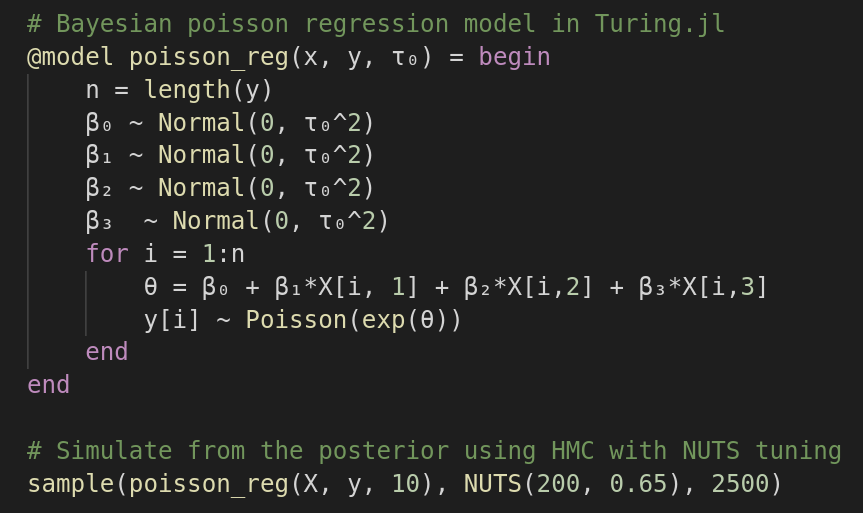 # Bayesian poisson regression model in Turing.jl
@model poisson_reg(x, y, τ₀) = begin
    n = length(y)
    β₀ ~ Normal(0, τ₀^2)
    β₁ ~ Normal(0, τ₀^2)
    β₂ ~ Normal(0, τ₀^2)
    β₃  ~ Normal(0, τ₀^2)
    for i = 1:n
        θ = β₀ + β₁*X[i, 1] + β₂*X[i,2] + β₃*X[i,3]
        y[i] ~ Poisson(exp(θ))
    end
end

# Simulate from the posterior using HMC with NUTS tuning
sample(poisson_reg(X, y, 10), NUTS(200, 0.65), 2500)